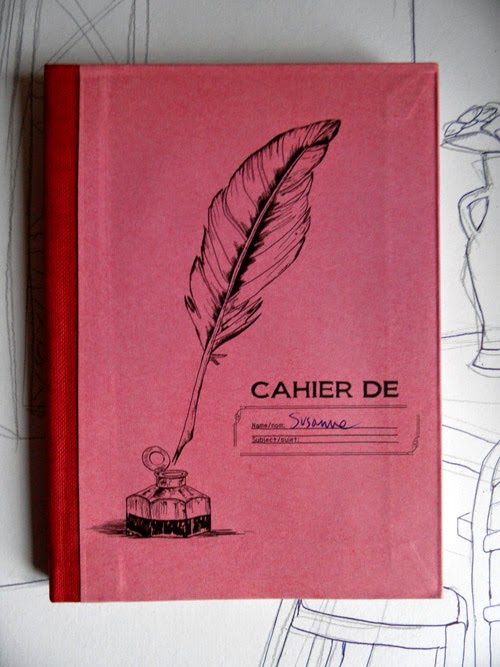 CAHIER DE
Name/nom: Susanne
Subject/sujet: